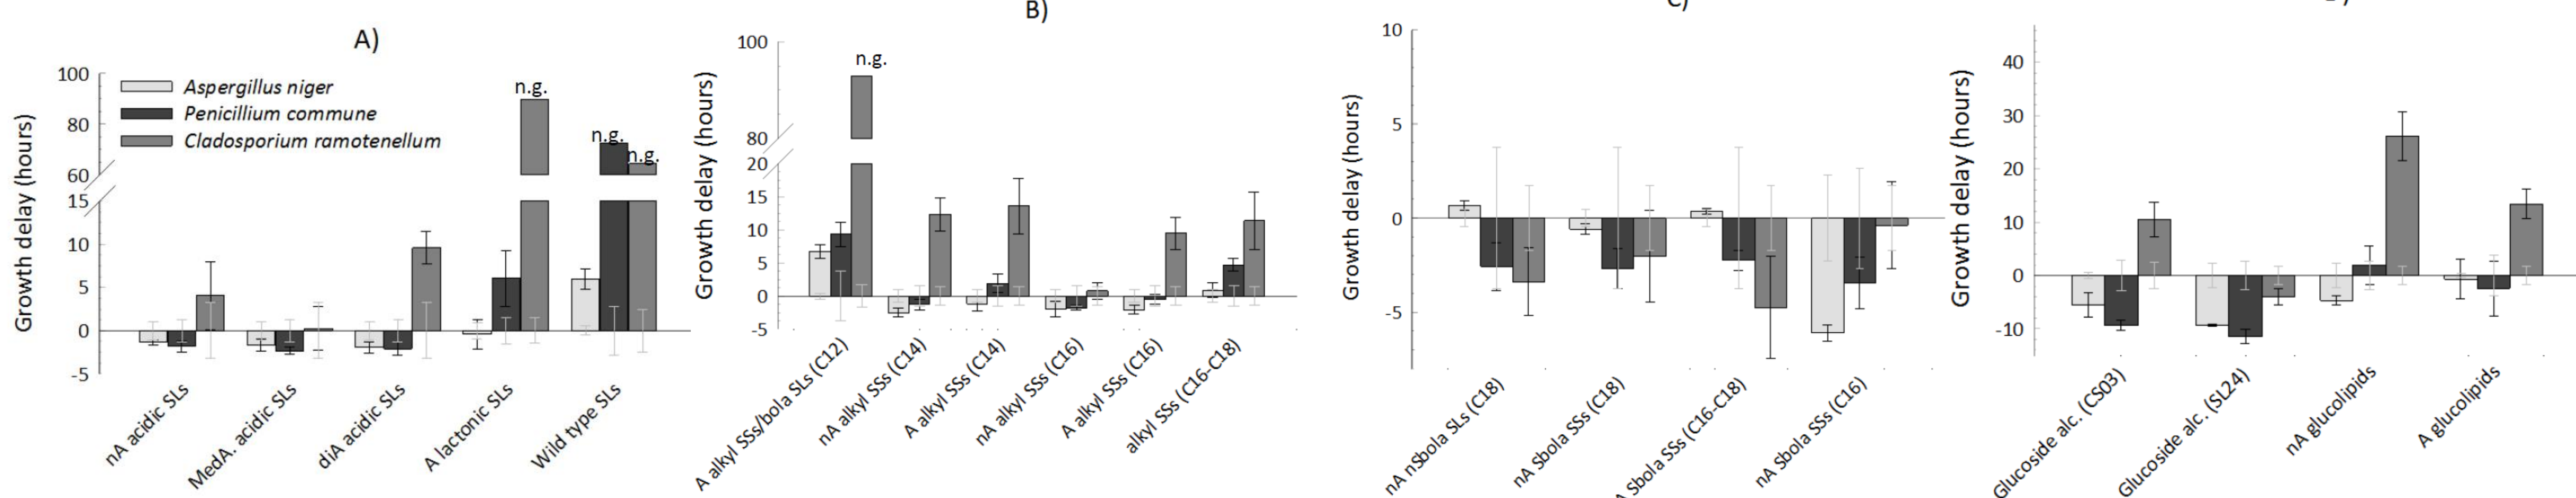 A)
Growth delay (hours)
100
80
60
15
10
5
0
-5
Aspergillus niger
Penicillium commune
Cladosporium ramotenellum
n.g.
n.g.
n.g.
nA acidic SLs
MedA. acidic SLs
diA acidic SLs
A lactonic SLs
Wild type SLs
B)
Growth delay (hours)
100
80
20
15
10
5
0
-5
n.g.
A alkyl SSs/bola SLs (C12)
nA alkyl SSs (C14)
A alkyl SSs (C14)
nA alkyl SSs (C16)
A alkyl SSs (C16)
alkyl SSs (C16-C18)
C)
Growth delay (hours)
10
5
0
-5
nA nSbola SLs (C18)
nA Sbola SSs (C18)
Sbola SSs (C16-C18)
nA Sbola SSs (C16)
Growth delay (hours)
40
30
20
10
0
-10
Glucoside alc. (CS03)
Glucoside alc. (SL24)
nA glucolipids
A glucolipids